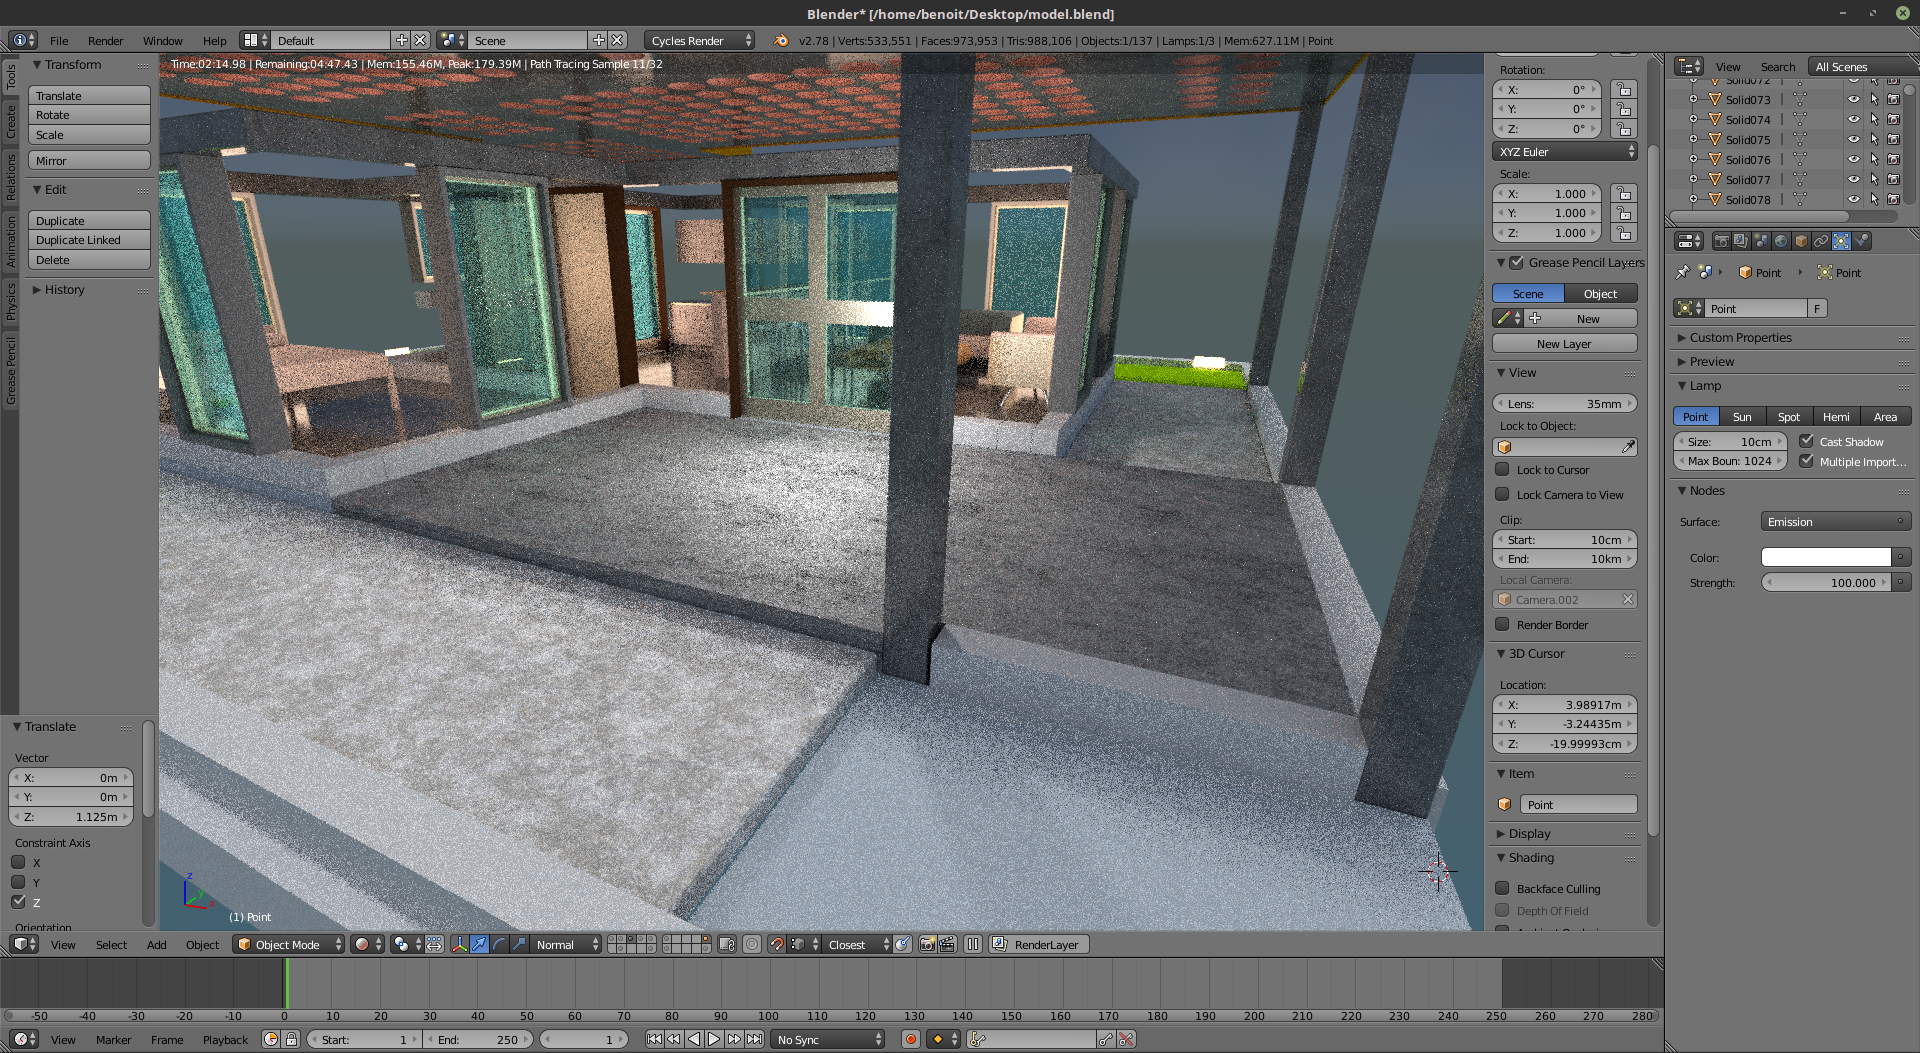 Blender* [/home/benoit/Desktop/model.blend]
File Render Window Help Default Scene Cycles Render v2.78 | Verts:533,551 | Faces:973,953 | Tris:988,106 | Objects:1/137 | Lamps:1/3 | Mem:627.11M | Point
Time:02:14.98 | Remaining:04:47.43 | Mem:155.46M, Peak:179.39M | Path Tracing Sample 11/32
Tools
Create
Relations
Animation
Physics
Grease Pencil
Transform
Translate
Rotate
Scale
Mirror
Edit
Duplicate
Duplicate Linked
Delete
History
Translate
Vector
X: 0m
Y: 0m
Z: 1.125m
Constraint Axis
X
Y
Z
Orientation
z
y
x
(1) Point
Rotation:
X: 0°
Y: 0°
Z: 0°
XYZ Euler
Scale:
X: 1.000
Y: 1.000
Z: 1.000
Grease Pencil Layers
Scene Object
New
New Layer
View
Lens: 35mm
Lock to Object:
Lock to Cursor
Lock Camera to View
Clip:
Start: 10cm
End: 10km
Local Camera:
Camera.002
Render Border
3D Cursor
Location:
X: 3.98917m
Y: -3.24435m
Z: -19.99993cm
Item
Point
Display
Shading
Backface Culling
Depth Of Field
View Search All Scenes
Solid072
Solid073
Solid074
Solid075
Solid076
Solid077
Solid078
Point Point
Point F
Custom Properties
Preview
Lamp
Point Sun Spot Hemi Area
Size: 10cm Cast Shadow
Max Boun: 1024 Multiple Import...
Nodes
Surface: Emission
Color:
Strength: 100.000
View Select Add Object Object Mode Normal Closest RenderLayer
-50 -40 -30 -20 -10 0 10 20 30 40 50 60 70 80 90 100 110 120 130 140 150 160 170 180 190 200 210 220 230 240 250 260 270 280
View Marker Frame Playback Start: 1 End: 250 1 No Sync